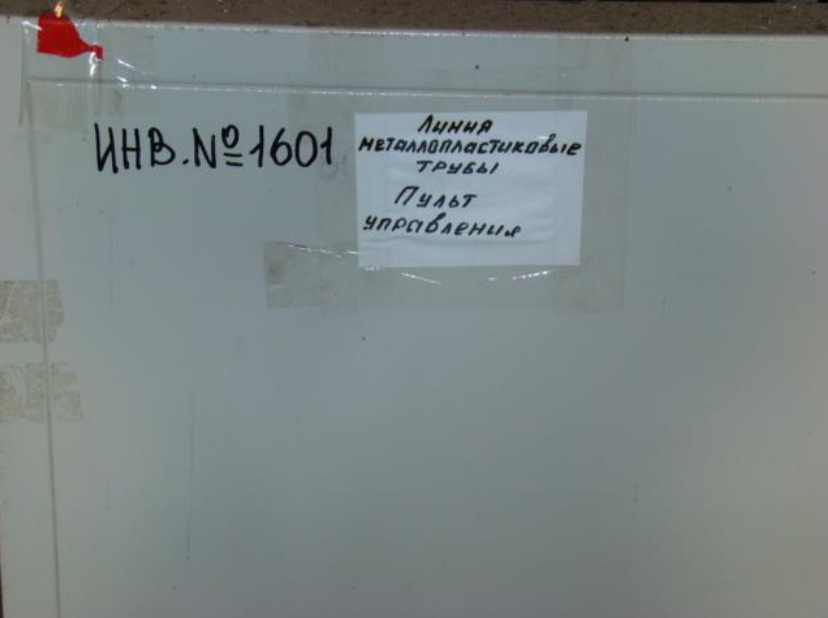 ИНВ.№1601
Линия
металлопластиковые
трубы
Пульт
управления